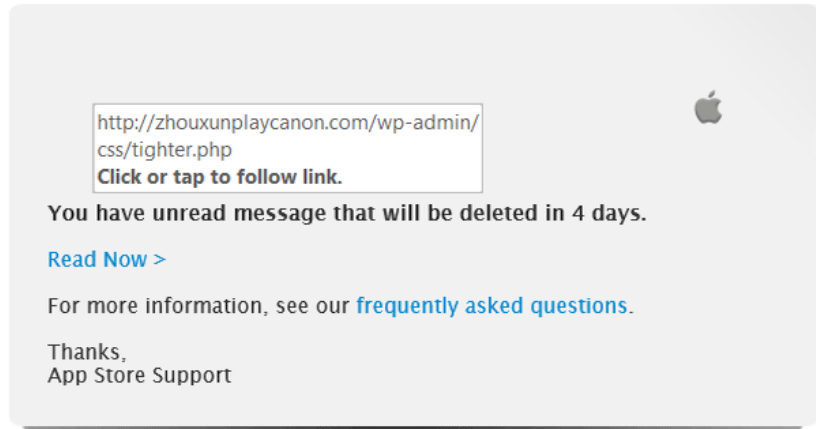 http://zhouxunplaycanon.com/wp-admin/
css/tighter.php
Click or tap to follow link.
You have unread message that will be deleted in 4 days.
Read Now >
For more information, see our frequently asked questions.
Thanks,
App Store Support